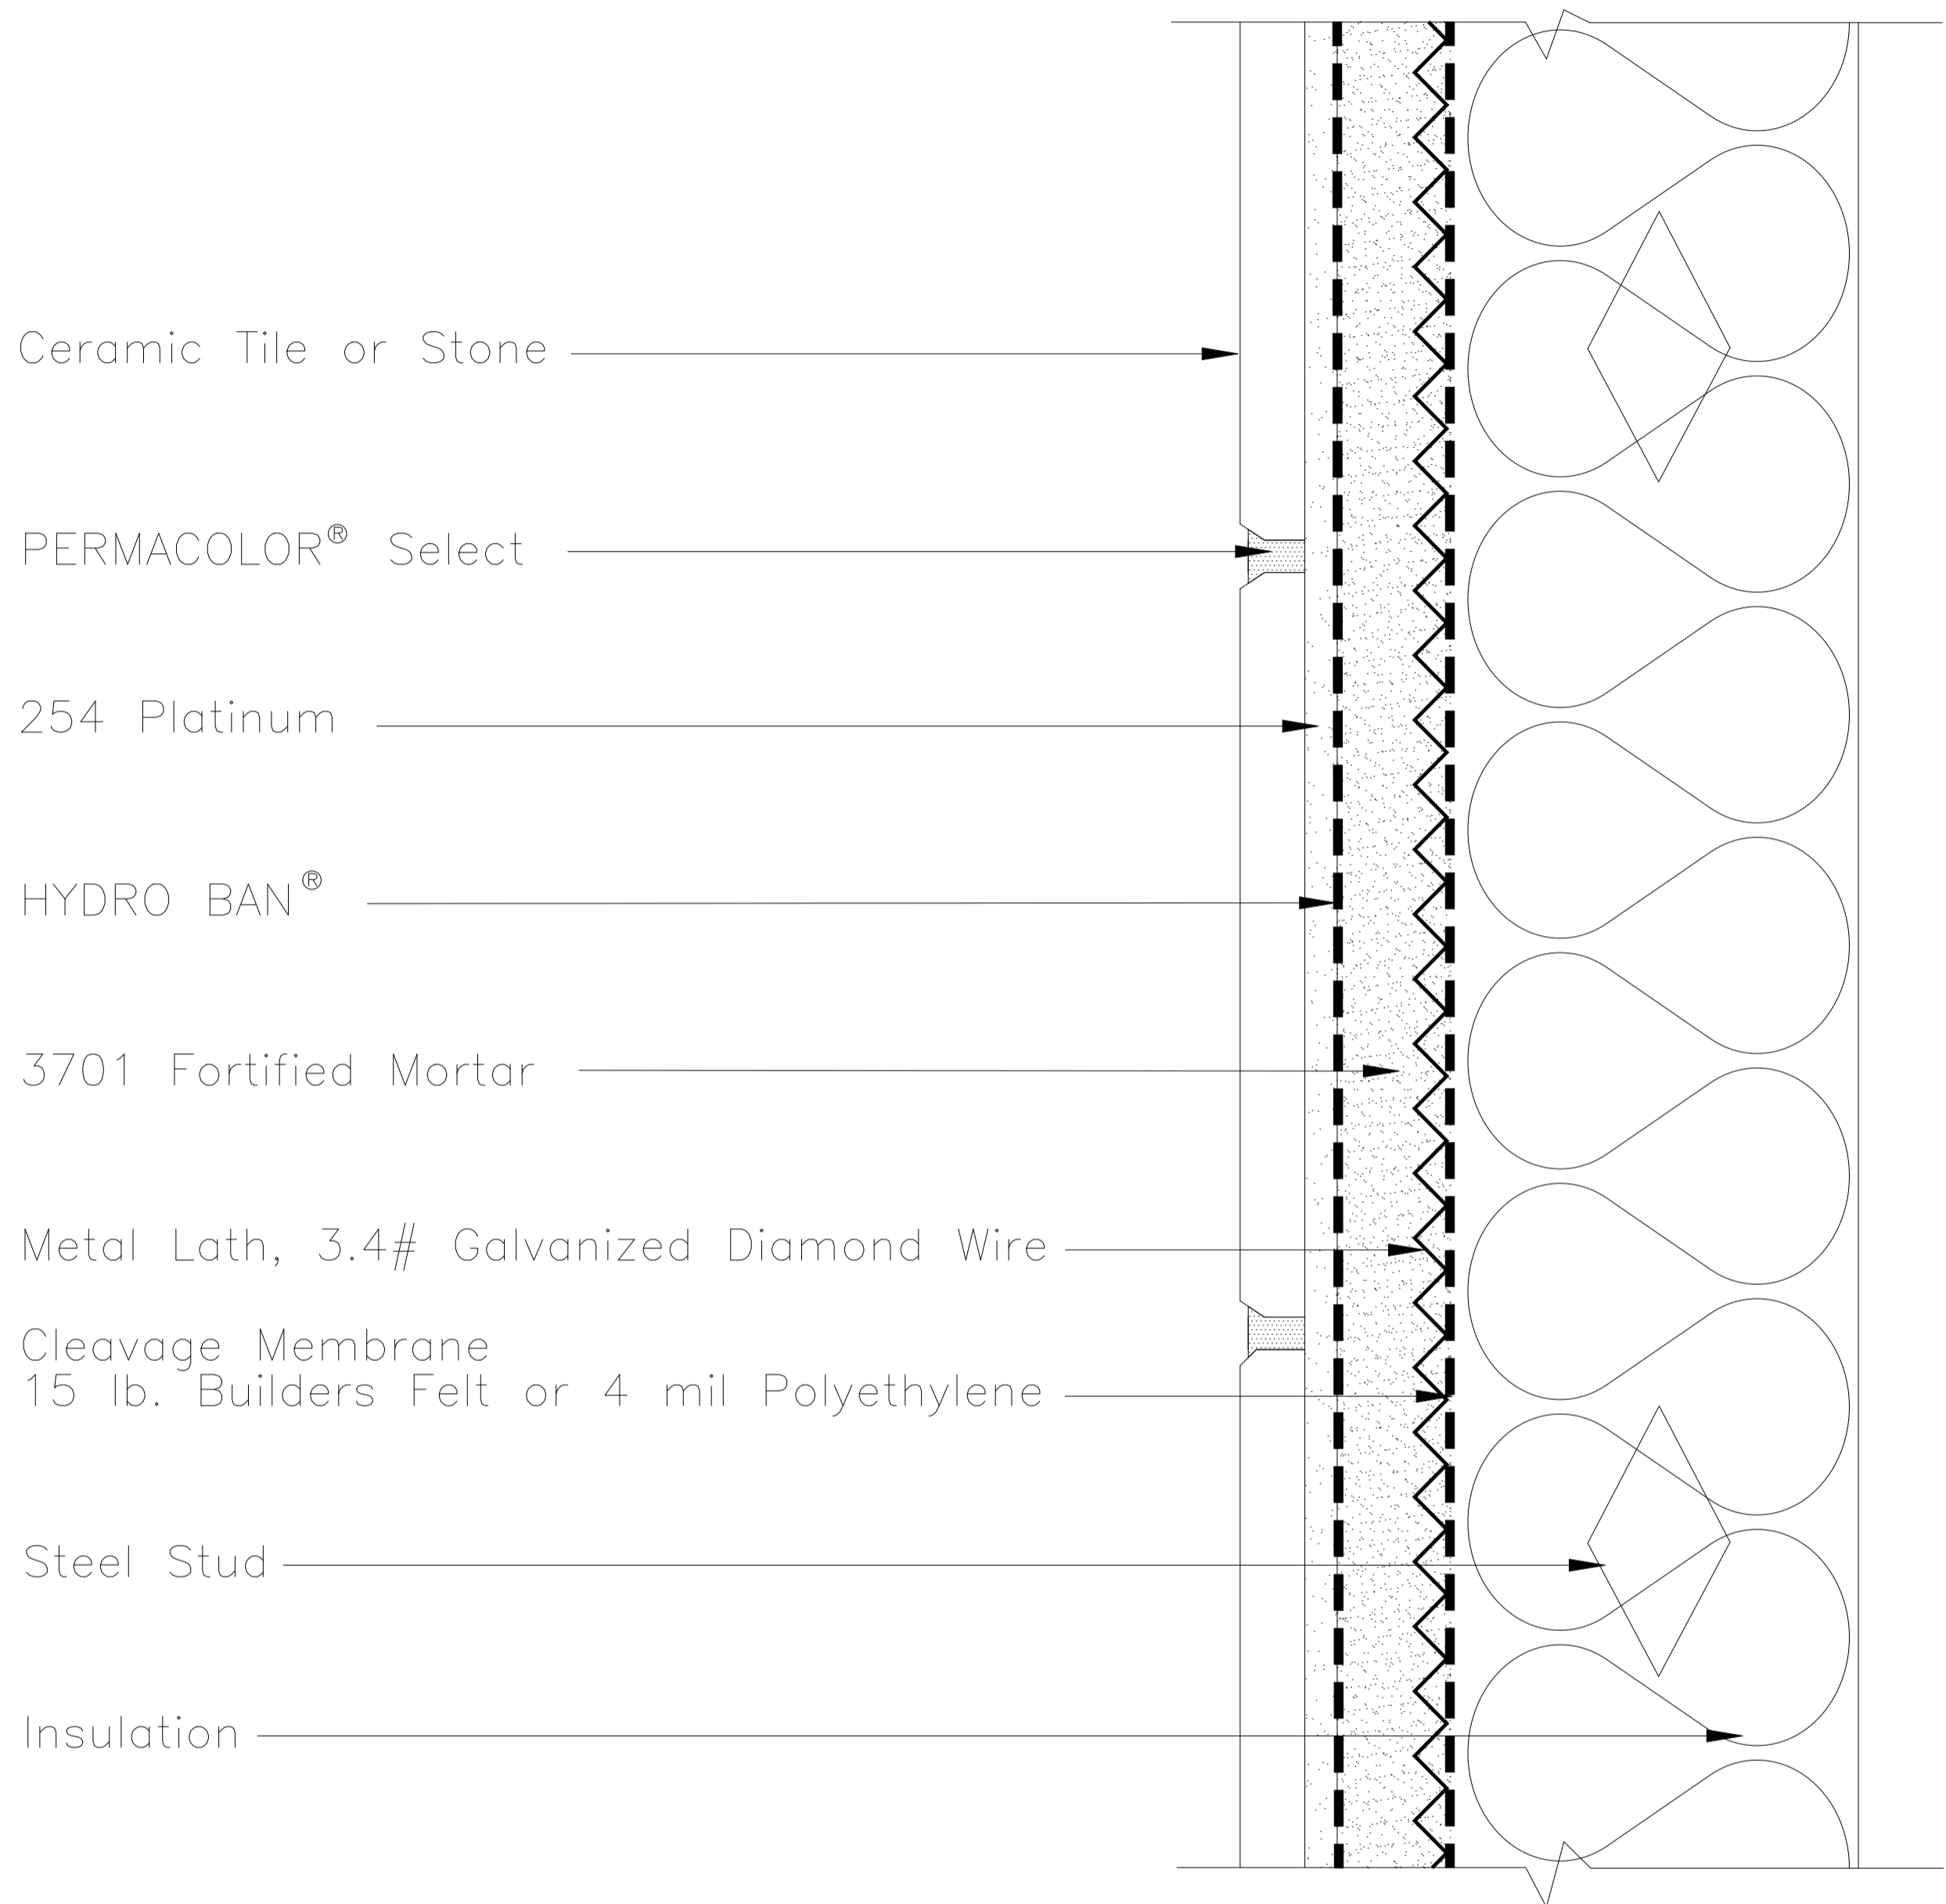 Ceramic Tile or Stone
PERMACOLOR® Select
254 Platinum
HYDRO BAN®
3701 Fortified Mortar
Metal Lath, 3.4# Galvanized Diamond Wire
Cleavage Membrane
15 lb. Builders Felt or 4 mil Polyethylene
Steel Stud
Insulation